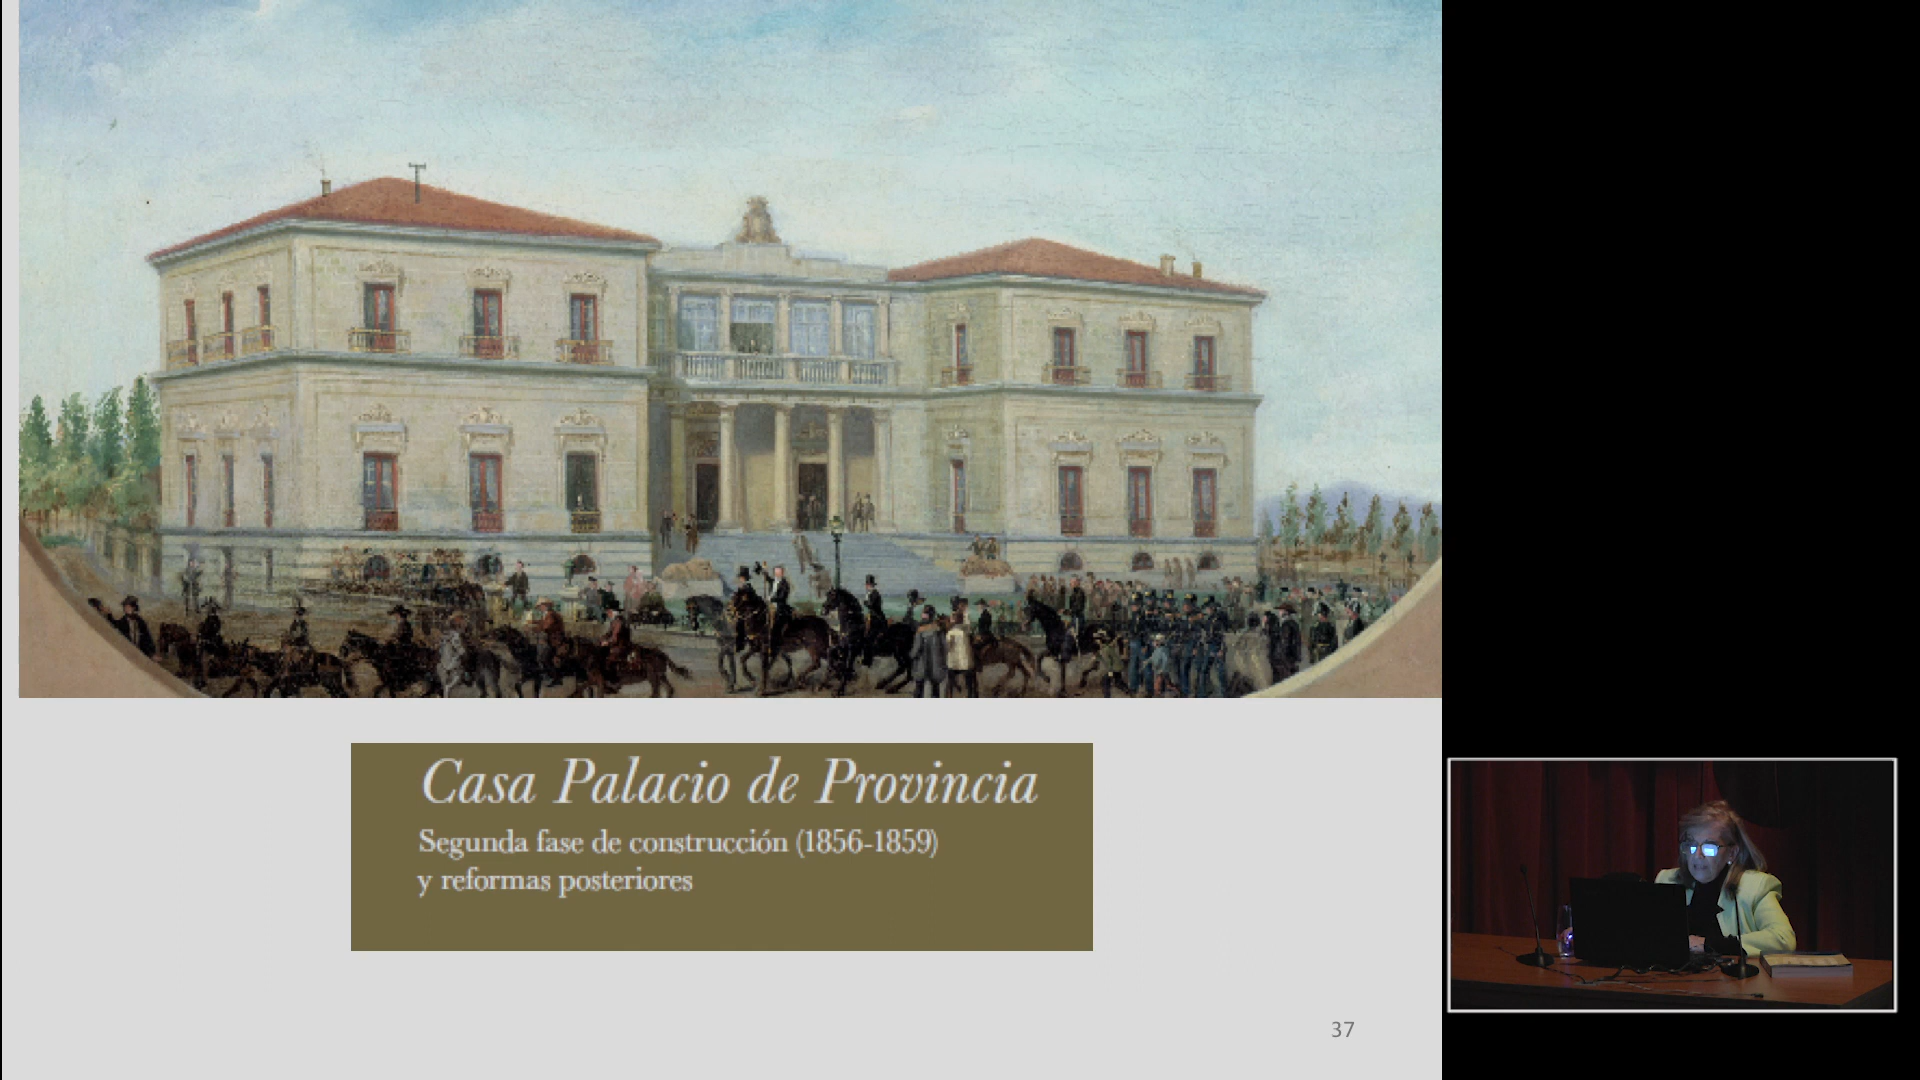 Casa Palacio de Provincia
Segunda fase de construcción (1856-1859)
y reformas posteriores
37